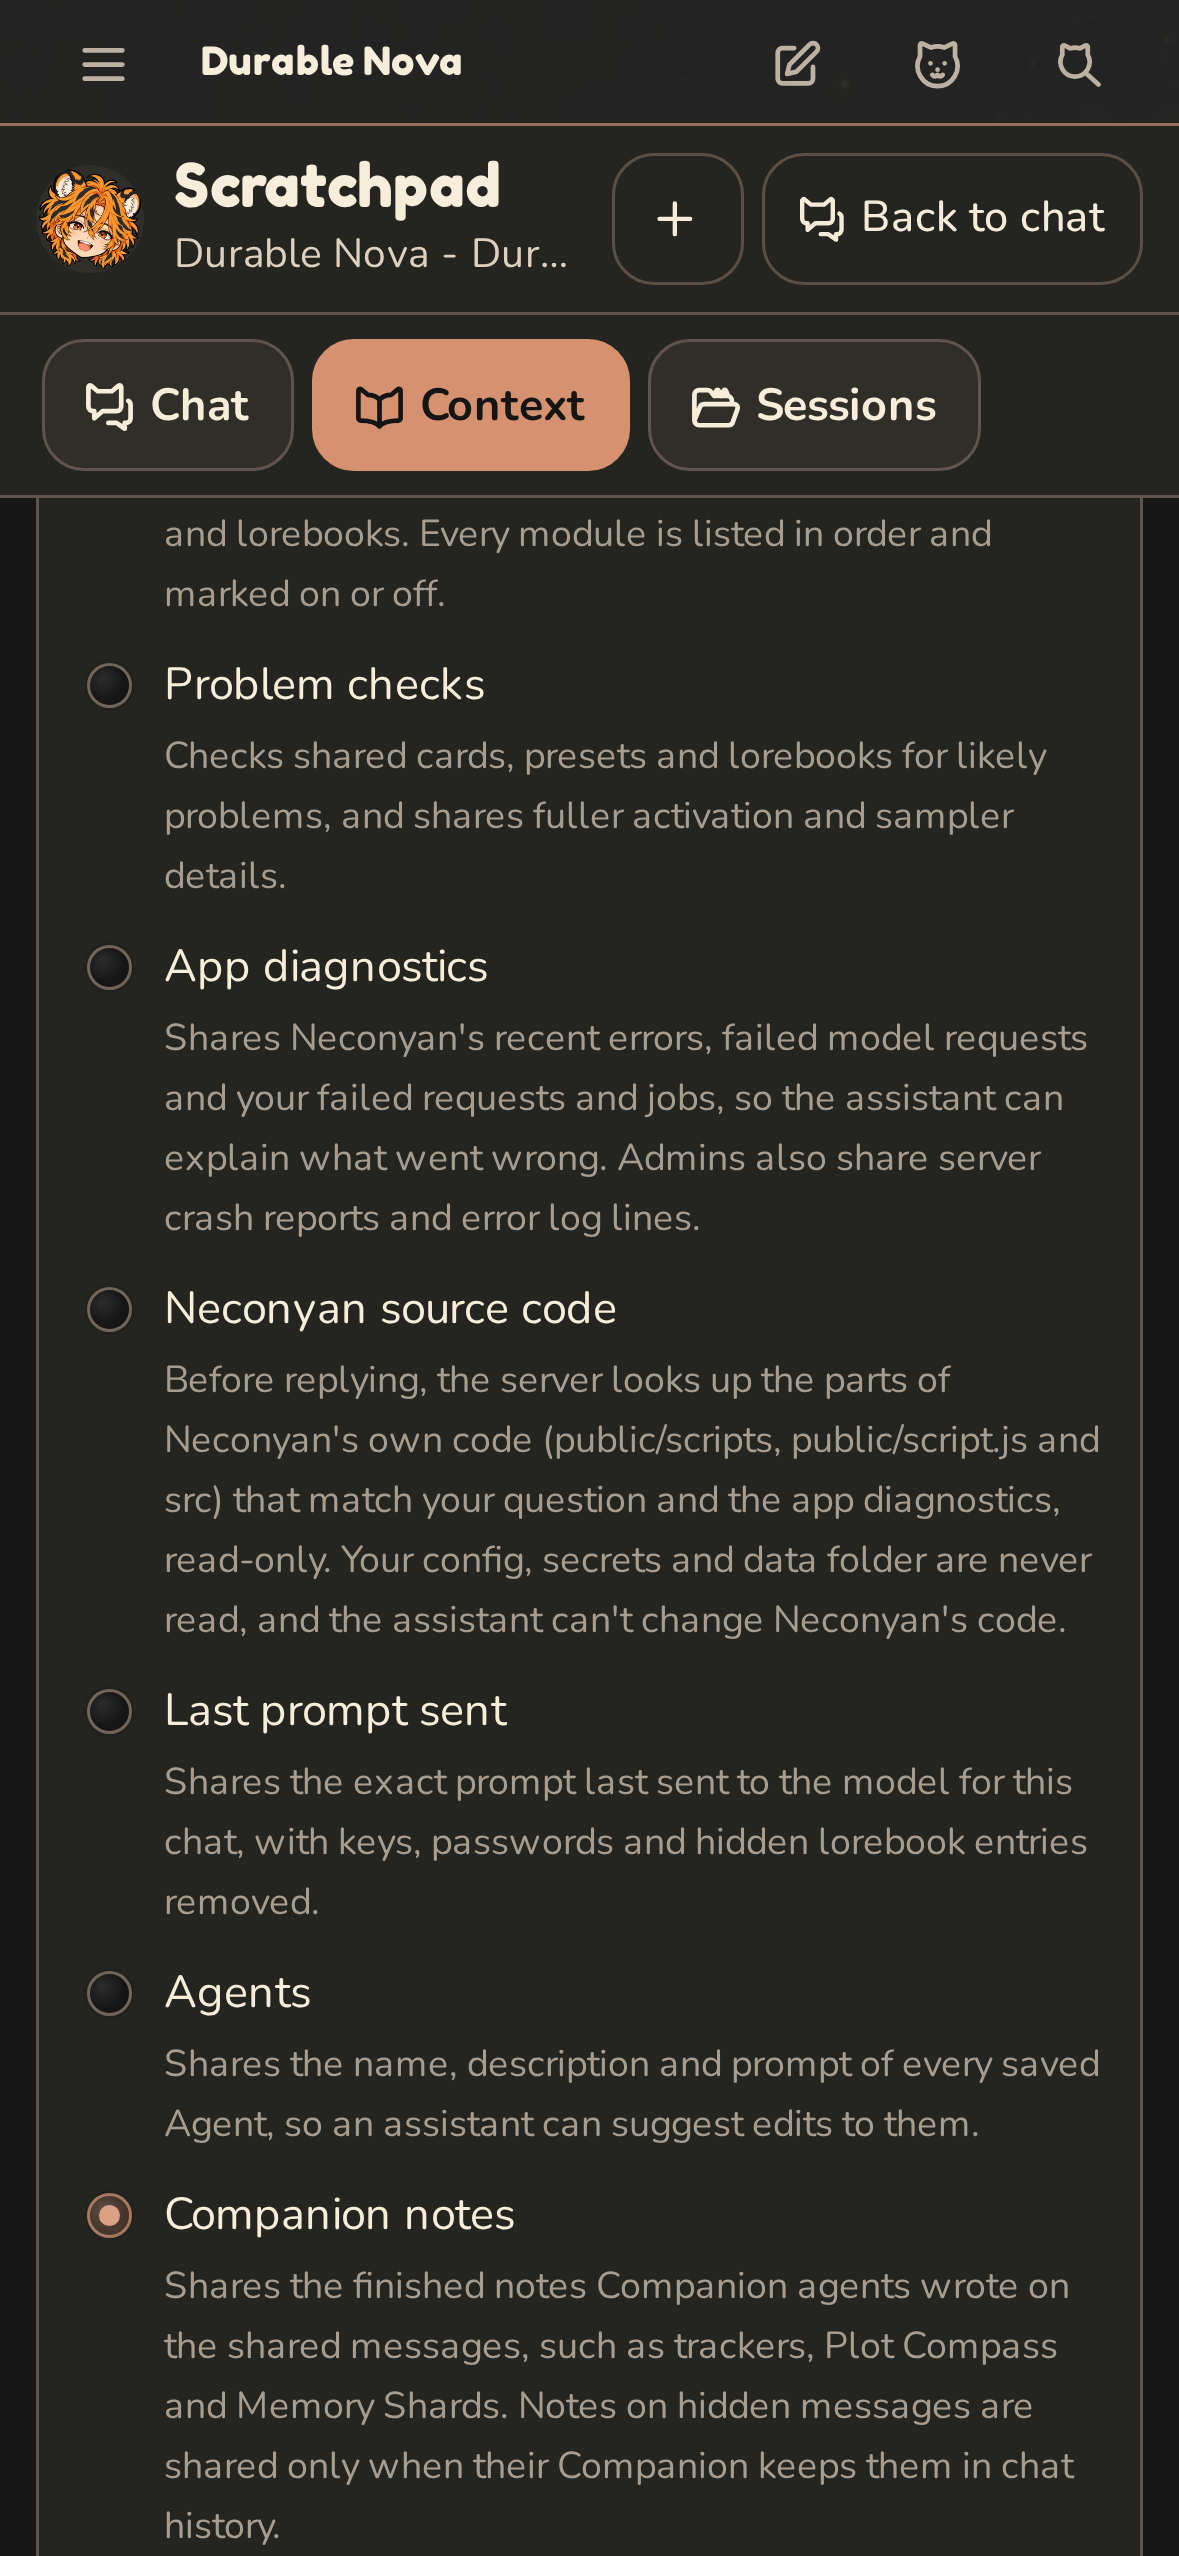 Durable Nova
Scratchpad
Durable Nova - Dur...
Back to chat
Chat
Context
Sessions
and lorebooks. Every module is listed in order and
marked on or off.
Problem checks
Checks shared cards, presets and lorebooks for likely
problems, and shares fuller activation and sampler
details.
App diagnostics
Shares Neconyan's recent errors, failed model requests
and your failed requests and jobs, so the assistant can
explain what went wrong. Admins also share server
crash reports and error log lines.
Neconyan source code
Before replying, the server looks up the parts of
Neconyan's own code (public/scripts, public/script.js and
src) that match your question and the app diagnostics,
read-only. Your config, secrets and data folder are never
read, and the assistant can't change Neconyan's code.
Last prompt sent
Shares the exact prompt last sent to the model for this
chat, with keys, passwords and hidden lorebook entries
removed.
Agents
Shares the name, description and prompt of every saved
Agent, so an assistant can suggest edits to them.
Companion notes
Shares the finished notes Companion agents wrote on
the shared messages, such as trackers, Plot Compass
and Memory Shards. Notes on hidden messages are
shared only when their Companion keeps them in chat
history.